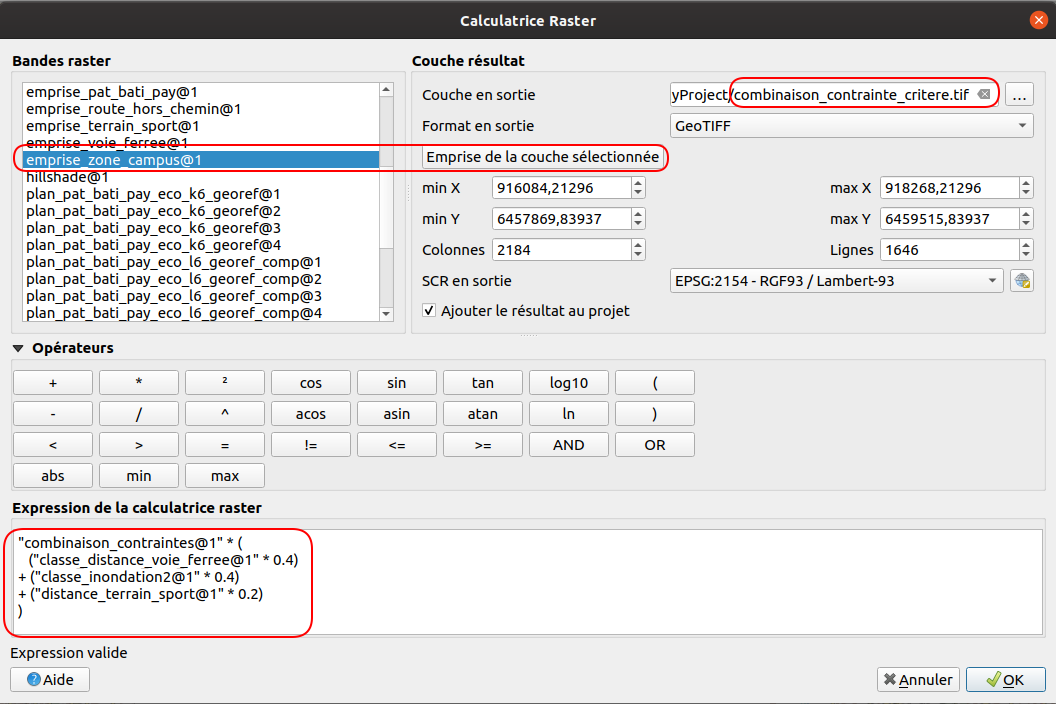 Calculatrice Raster
Bandes raster
emprise_pat_bati_pay@1
emprise_route_hors_chemin@1
emprise_terrain_sport@1
emprise_voie_ferree@1
emprise_zone_campus@1
hillshade@1
plan_pat_bati_pay_eco_k6_georef@1
plan_pat_bati_pay_eco_k6_georef@2
plan_pat_bati_pay_eco_k6_georef@3
plan_pat_bati_pay_eco_k6_georef@4
plan_pat_bati_pay_eco_l6_georef_comp@1
plan_pat_bati_pay_eco_l6_georef_comp@2
plan_pat_bati_pay_eco_l6_georef_comp@3
plan_pat_bati_pay_eco_l6_georef_comp@4
Couche résultat
Couche en sortie yProject/combinaison_contrainte_critere.tif ...
Format en sortie GeoTIFF
Emprise de la couche sélectionnée
min X 916084,21296 max X 918268,21296
min Y 6457869,83937 max Y 6459515,83937
Colonnes 2184 Lignes 1646
SCR en sortie EPSG:2154 - RGF93 / Lambert-93
Ajouter le résultat au projet
Opérateurs
+ * ² cos sin tan log10 (
- / ^ acos asin atan ln )
< > = != <= >= AND OR
abs min max
Expression de la calculatrice raster
"combinaison_contraintes@1" * (
("classe_distance_voie_ferree@1" * 0.4)
+ ("classe_inondation2@1" * 0.4)
+ ("distance_terrain_sport@1" * 0.2)
)
Expression valide
Aide Annuler OK